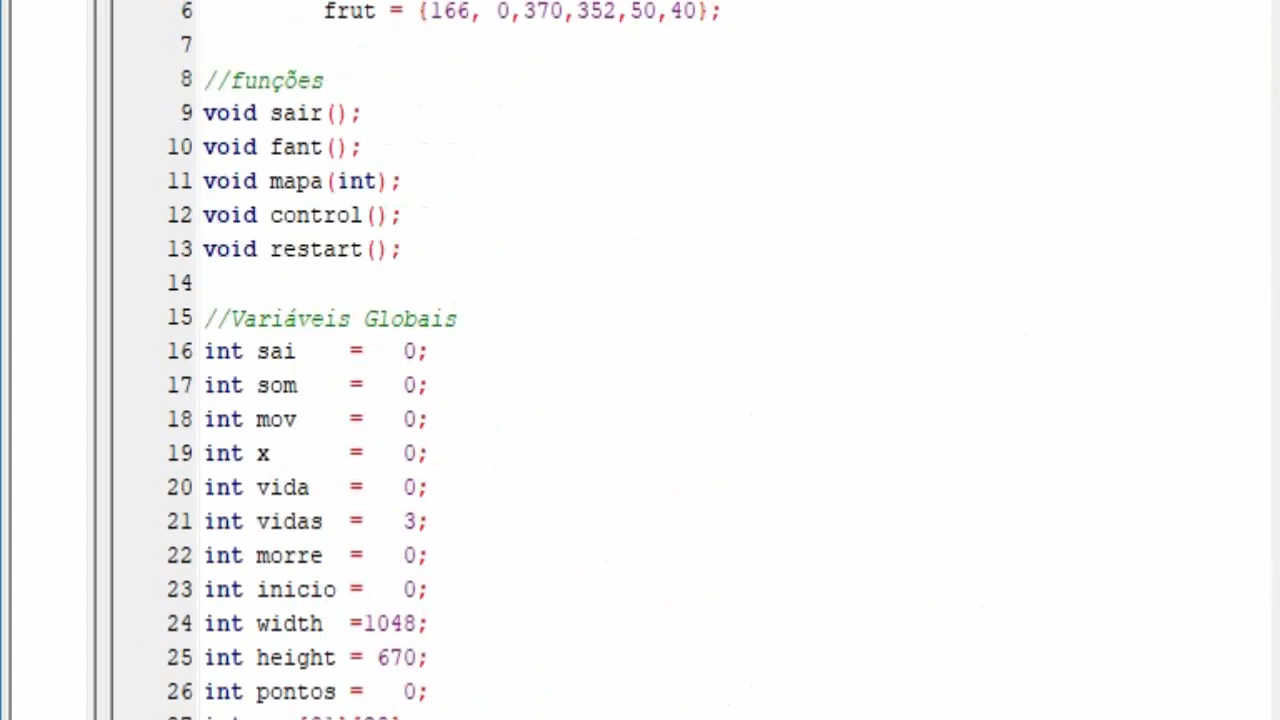 6 frut = {166, 0,370,352,50,40};
7
8 //funções
9 void sair();
10 void fant();
11 void mapa(int);
12 void control();
13 void restart();
14
15 //Variáveis Globais
16 int sai = 0;
17 int som = 0;
18 int mov = 0;
19 int x = 0;
20 int vida = 0;
21 int vidas = 3;
22 int morre = 0;
23 int inicio = 0;
24 int width =1048;
25 int height = 670;
26 int pontos = 0;